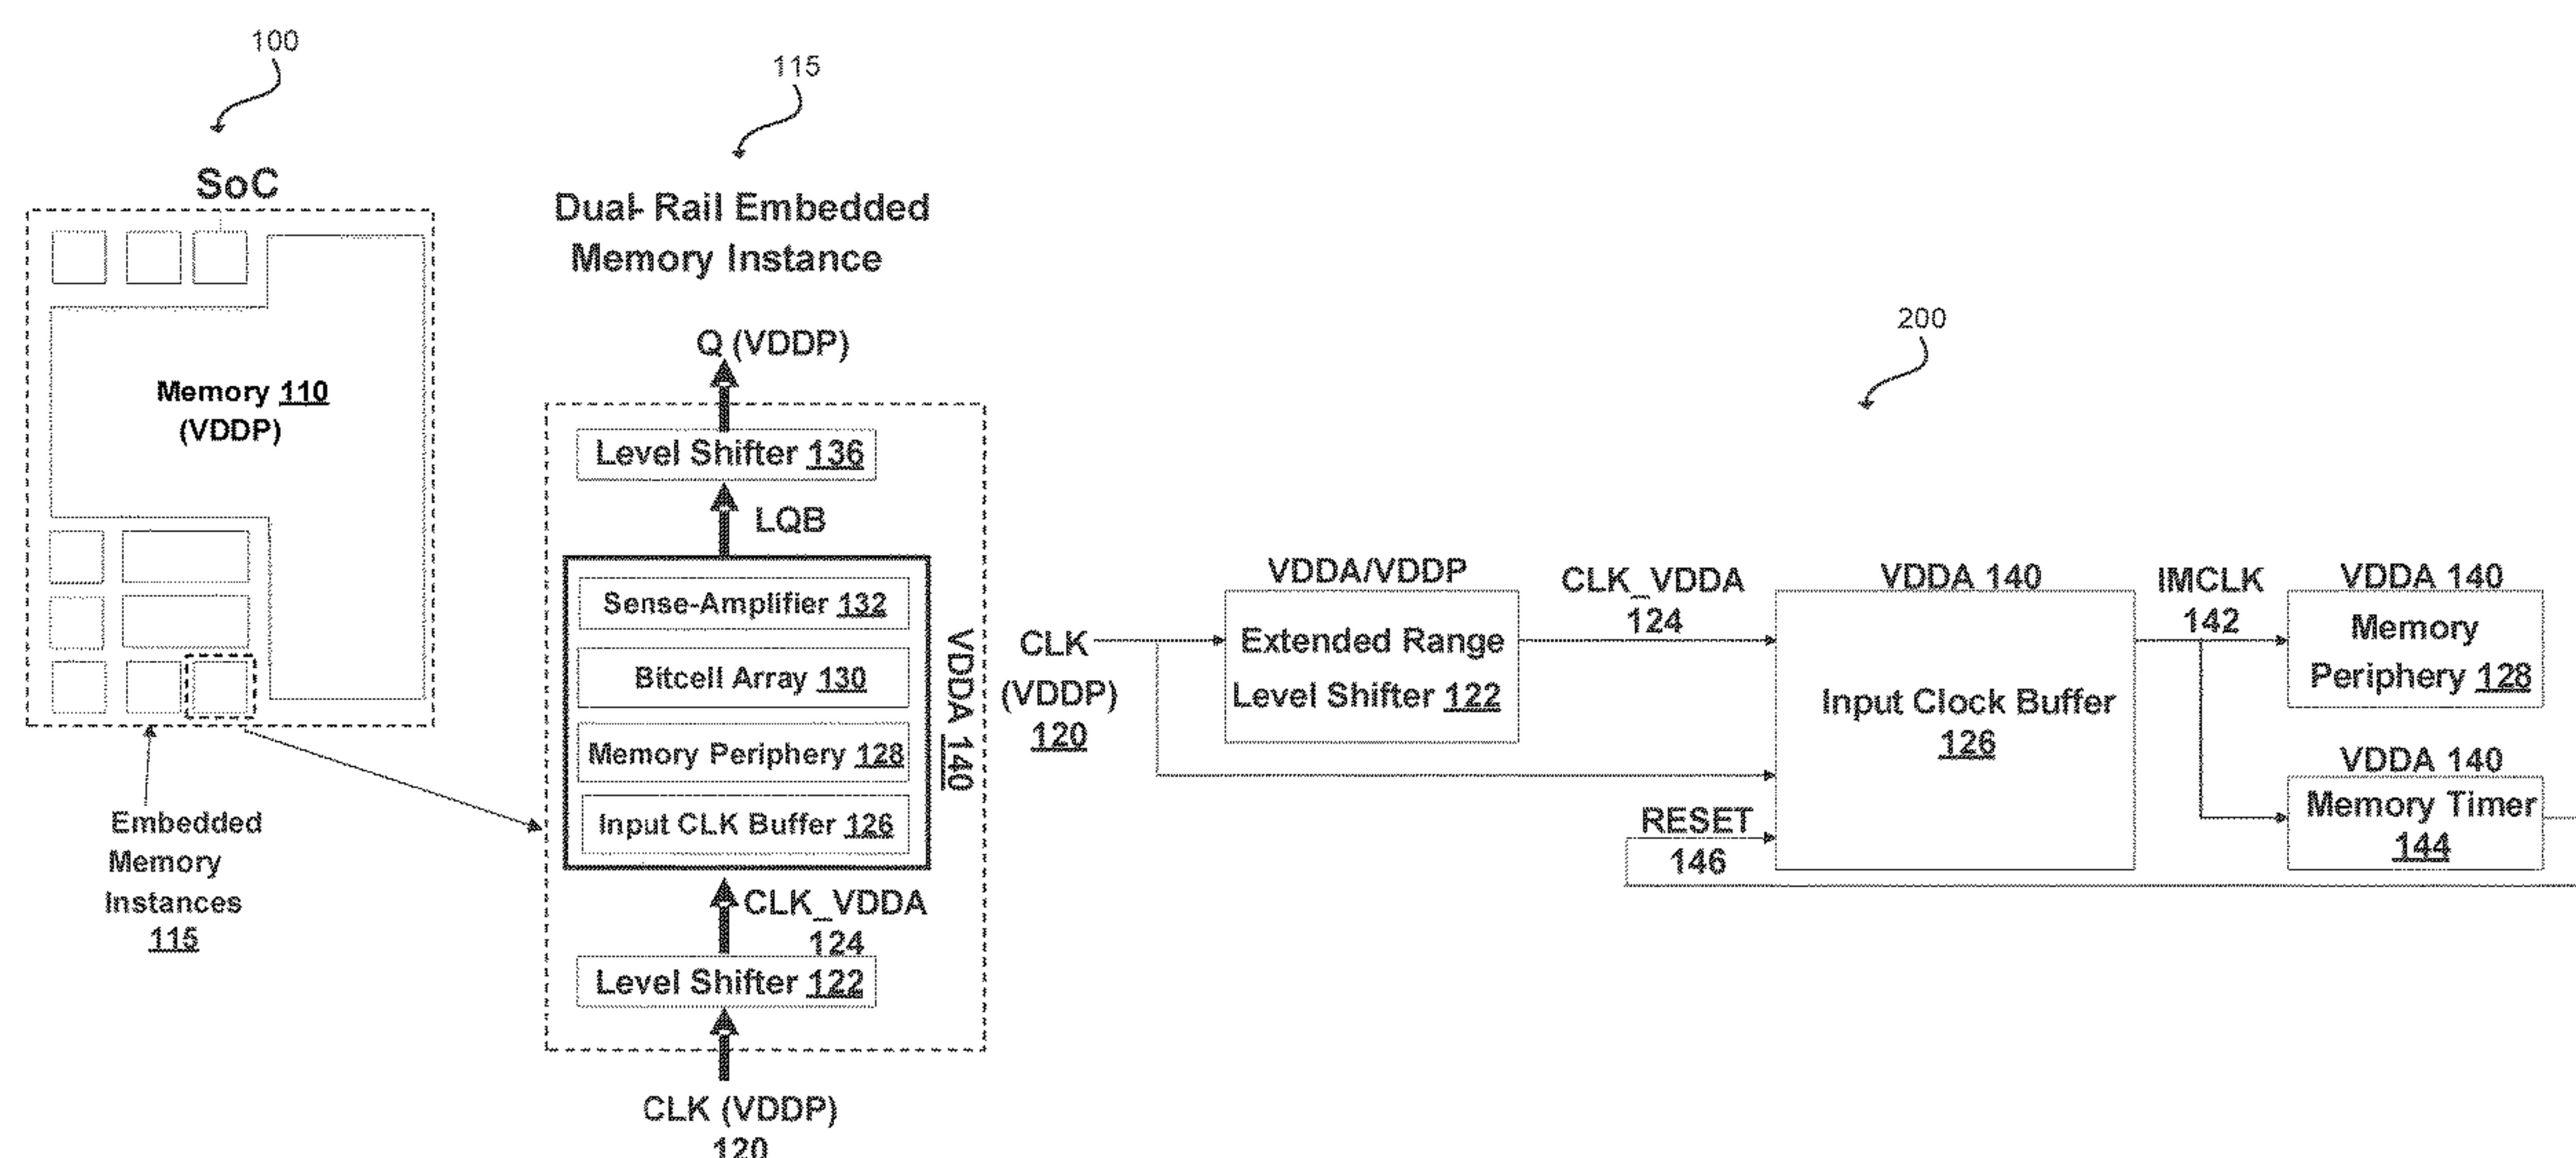 100
SoC
Memory 110
(VDDP)
Embedded
Memory
Instances
115
115
Dual- Rail Embedded
Memory Instance
Q (VDDP)
Level Shifter 136
LQB
Sense-Amplifier 132
Bitcell Array 130
Memory Periphery 128
Input CLK Buffer 126
VDDA 140
CLK_VDDA
124
Level Shifter 122
CLK (VDDP)
120
200
CLK
(VDDP)
120
VDDA/VDDP
Extended Range
Level Shifter 122
CLK_VDDA
124
RESET
146
VDDA 140
Input Clock Buffer
126
IMCLK
142
VDDA 140
Memory
Periphery 128
VDDA 140
Memory Timer
144